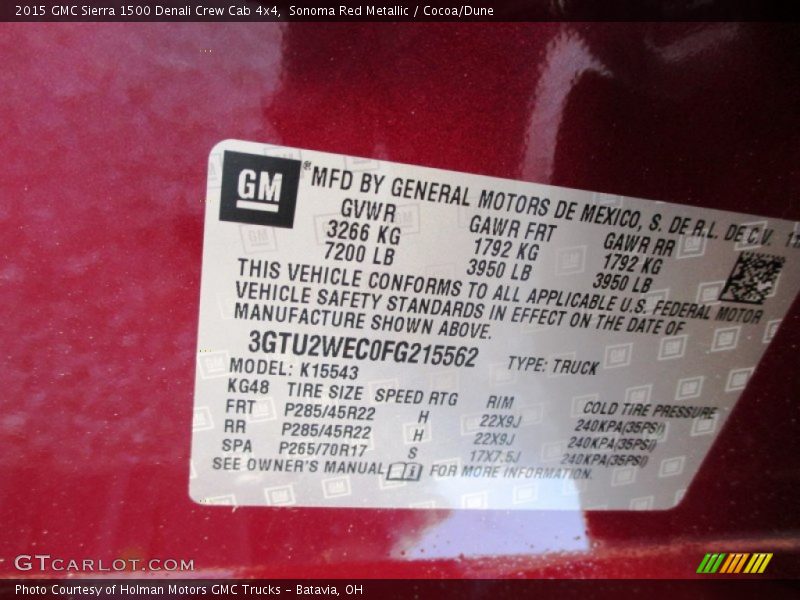 2015 GMC Sierra 1500 Denali Crew Cab 4x4, Sonoma Red Metallic / Cocoa/Dune
GM
*MFD BY GENERAL MOTORS DE MEXICO, S. DE R.L. DE C.V.
GVWR GAWR FRT GAWR RR
3266 KG 1792 KG 1792 KG
7200 LB 3950 LB 3950 LB
THIS VEHICLE CONFORMS TO ALL APPLICABLE U.S. FEDERAL MOTOR
VEHICLE SAFETY STANDARDS IN EFFECT ON THE DATE OF
MANUFACTURE SHOWN ABOVE.
3GTU2WEC0FG215562 TYPE: TRUCK
MODEL: K15543
KG48 TIRE SIZE SPEED RTG RIM COLD TIRE PRESSURE
FRT P285/45R22 H 22X9J 240KPA(35PSI)
RR P285/45R22 H 22X9J 240KPA(35PSI)
SPA P265/70R17 S 17X7.5J 240KPA(35PSI)
SEE OWNER'S MANUAL i FOR MORE INFORMATION.
GTCARLOT.COM
Photo Courtesy of Holman Motors GMC Trucks - Batavia, OH